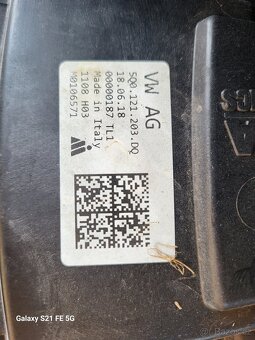 VW AG
5Q0.121.203.DQ
18.06.18
00000187 TL1
Made in Italy
1108 H03
M0106571
Galaxy S21 FE 5G